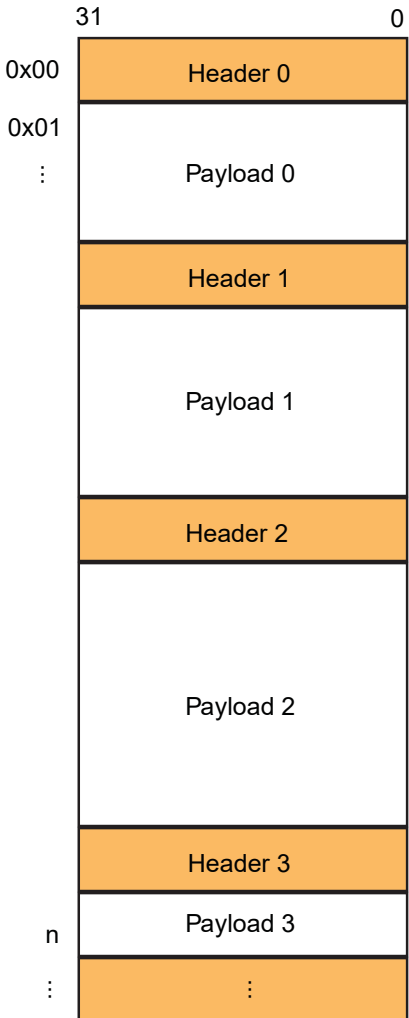 31 0
0x00 Header 0
0x01
⋮ Payload 0
Header 1
Payload 1
Header 2
Payload 2
Header 3
Payload 3
n
⋮ ⋮